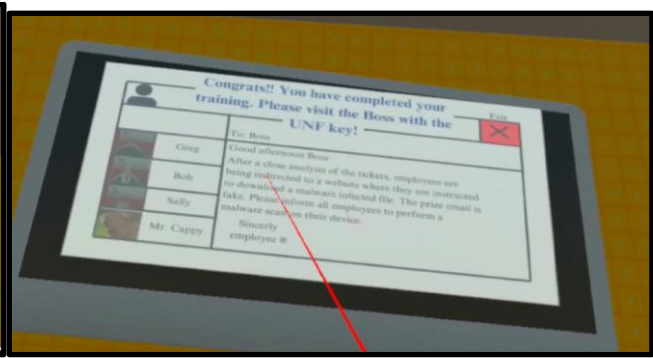 Congrats!! You have completed your
training. Please visit the Boss with the
UNF key!
To: Boss
Greg
Bob
Sally
Mr. Cappy
Good afternoon Boss
After a close analysis of the tickets, employees are
being redirected to a website where they are instructed
to download a malware infected file. The prize email is
fake. Please inform all employees to perform a
malware scan on their device.
Sincerly
employee #